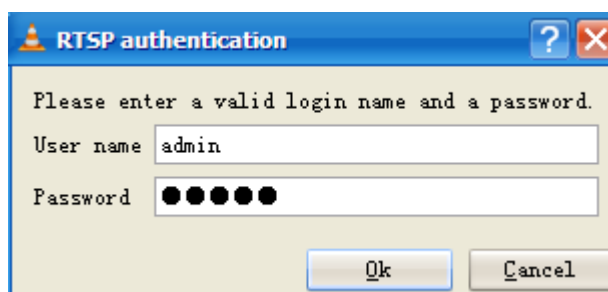 RTSP authentication
Please enter a valid login name and a password.
User name admin
Password ●●●●●
Ok Cancel